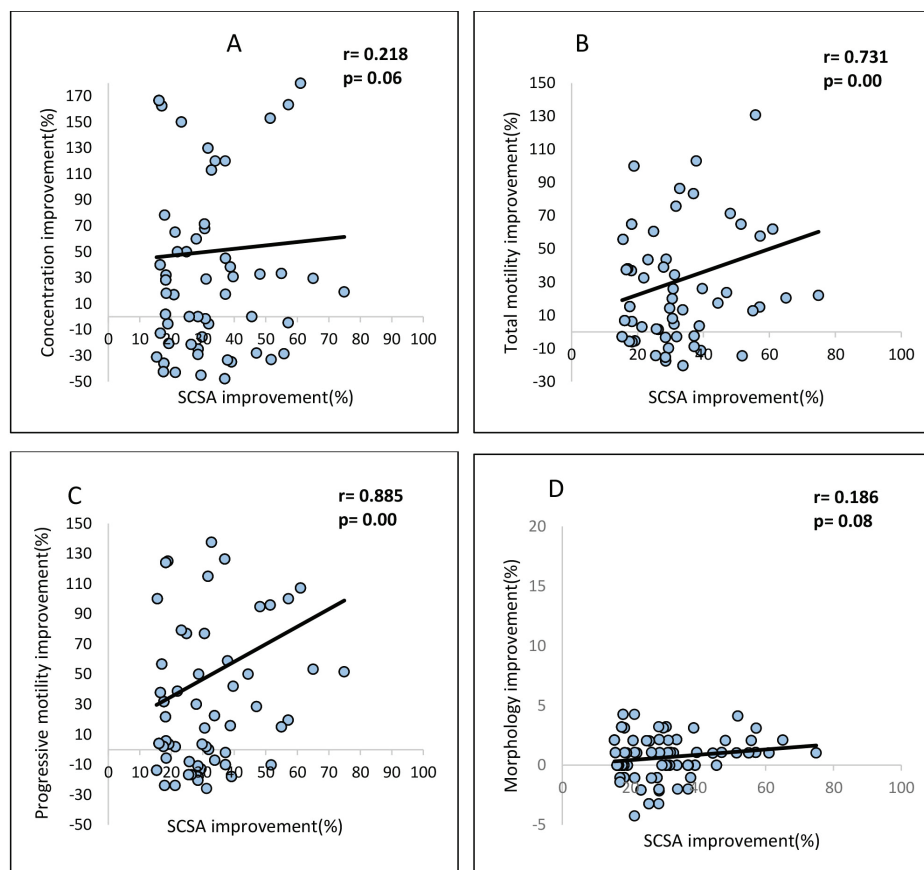 A
r= 0.218
p= 0.06
Concentration improvement(%)
170
150
130
110
90
70
50
30
10
-10
-30
-50
0 10 20 30 40 50 60 70 80 90 100
SCSA improvement(%)
B
r= 0.731
p= 0.00
Total motility improvement(%)
150
130
110
90
70
50
30
10
-10
-30
0 20 40 60 80 100
SCSA improvement(%)
C
r= 0.885
p= 0.00
Progressive motility improvement(%)
150
130
110
90
70
50
30
10
-10
-30
-50
0 10 20 30 40 50 60 70 80 90 100
SCSA improvement(%)
D
r= 0.186
p= 0.08
Morphology improvement(%)
20
15
10
5
0
-5
0 20 40 60 80 100
SCSA improvement(%)